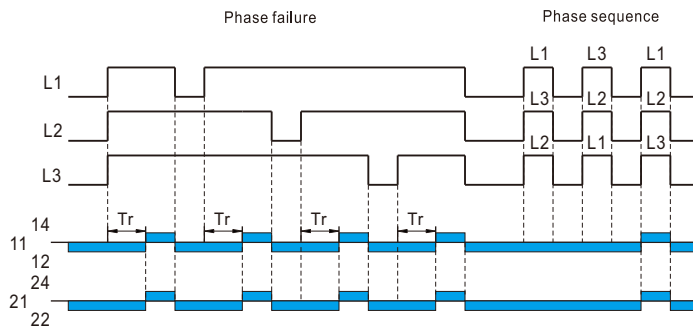 Phase failure
Phase sequence
L1 L3 L1
L1
L3 L2 L2
L2
L2 L1 L3
L3
Tr Tr Tr Tr
14
11
12
24
21
22